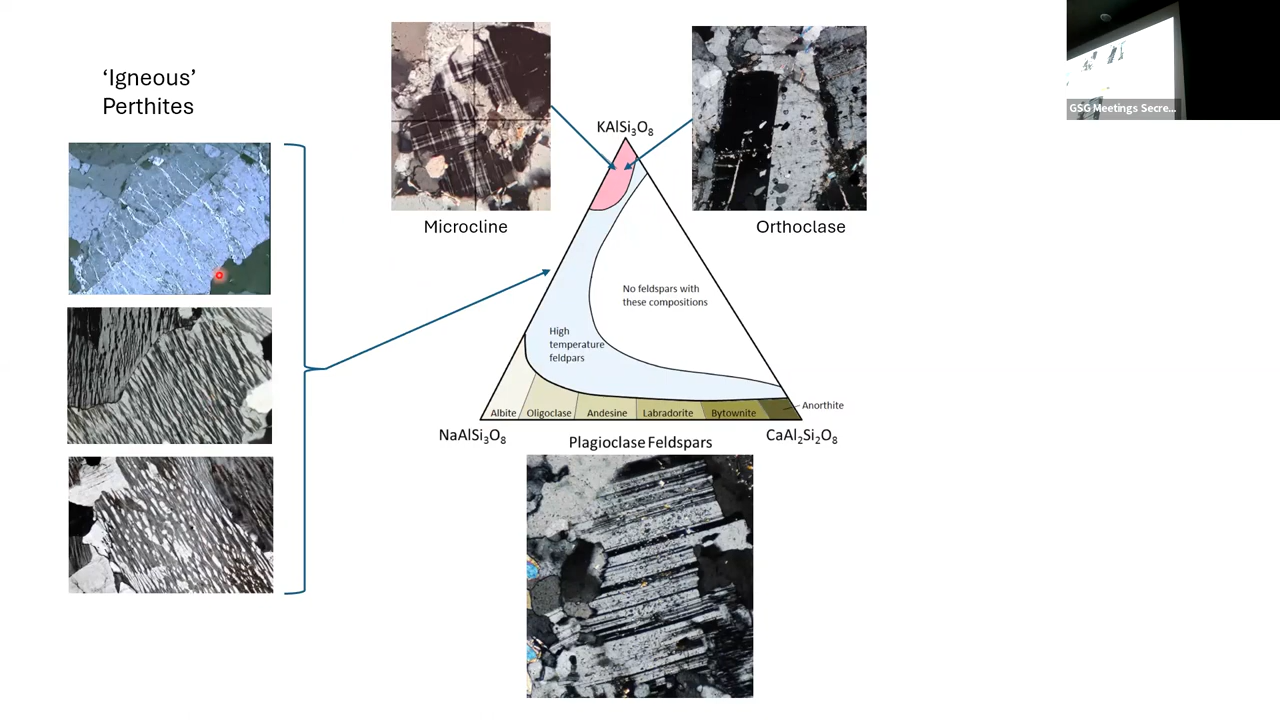 ‘Igneous’
Perthites
Microcline
Orthoclase
KAlSi₃O₈
No feldspars with
these compositions
High
temperature
feldpars
Albite
Oligoclase
Andesine
Labradorite
Bytownite
Anorthite
NaAlSi₃O₈
Plagioclase Feldspars
CaAl₂Si₂O₈
GSG Meetings Secre...